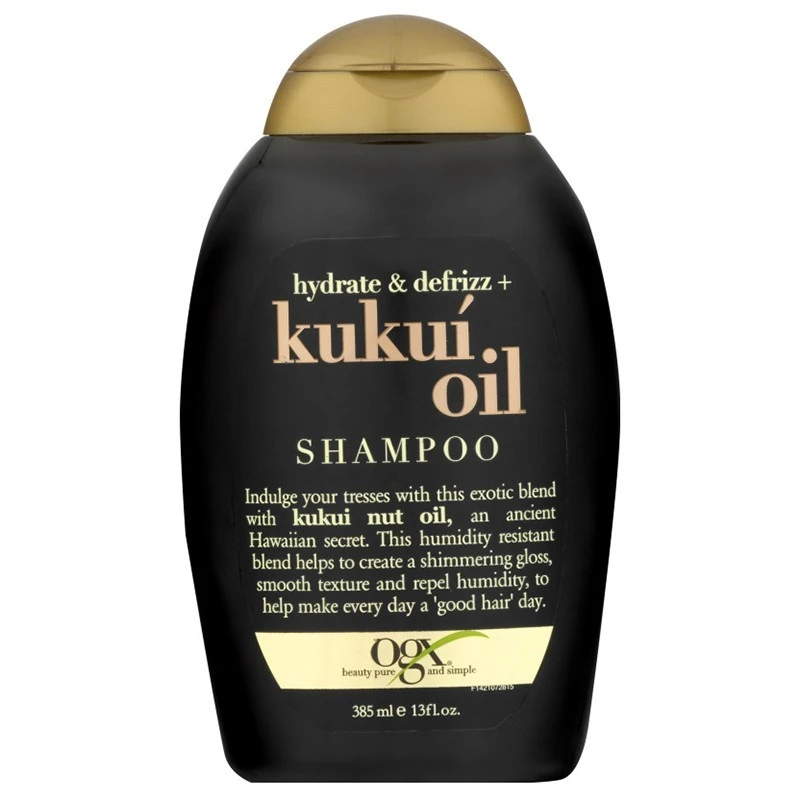 hydrate & defrizz +
kukuí
oil
SHAMPOO
Indulge your tresses with this exotic blend
with kukui nut oil, an ancient
Hawaiian secret. This humidity resistant
blend helps to create a shimmering gloss,
smooth texture and repel humidity, to
help make every day a 'good hair' day.
ogx®
beauty pure and simple
F1421072815
385 ml e 13fl.oz.